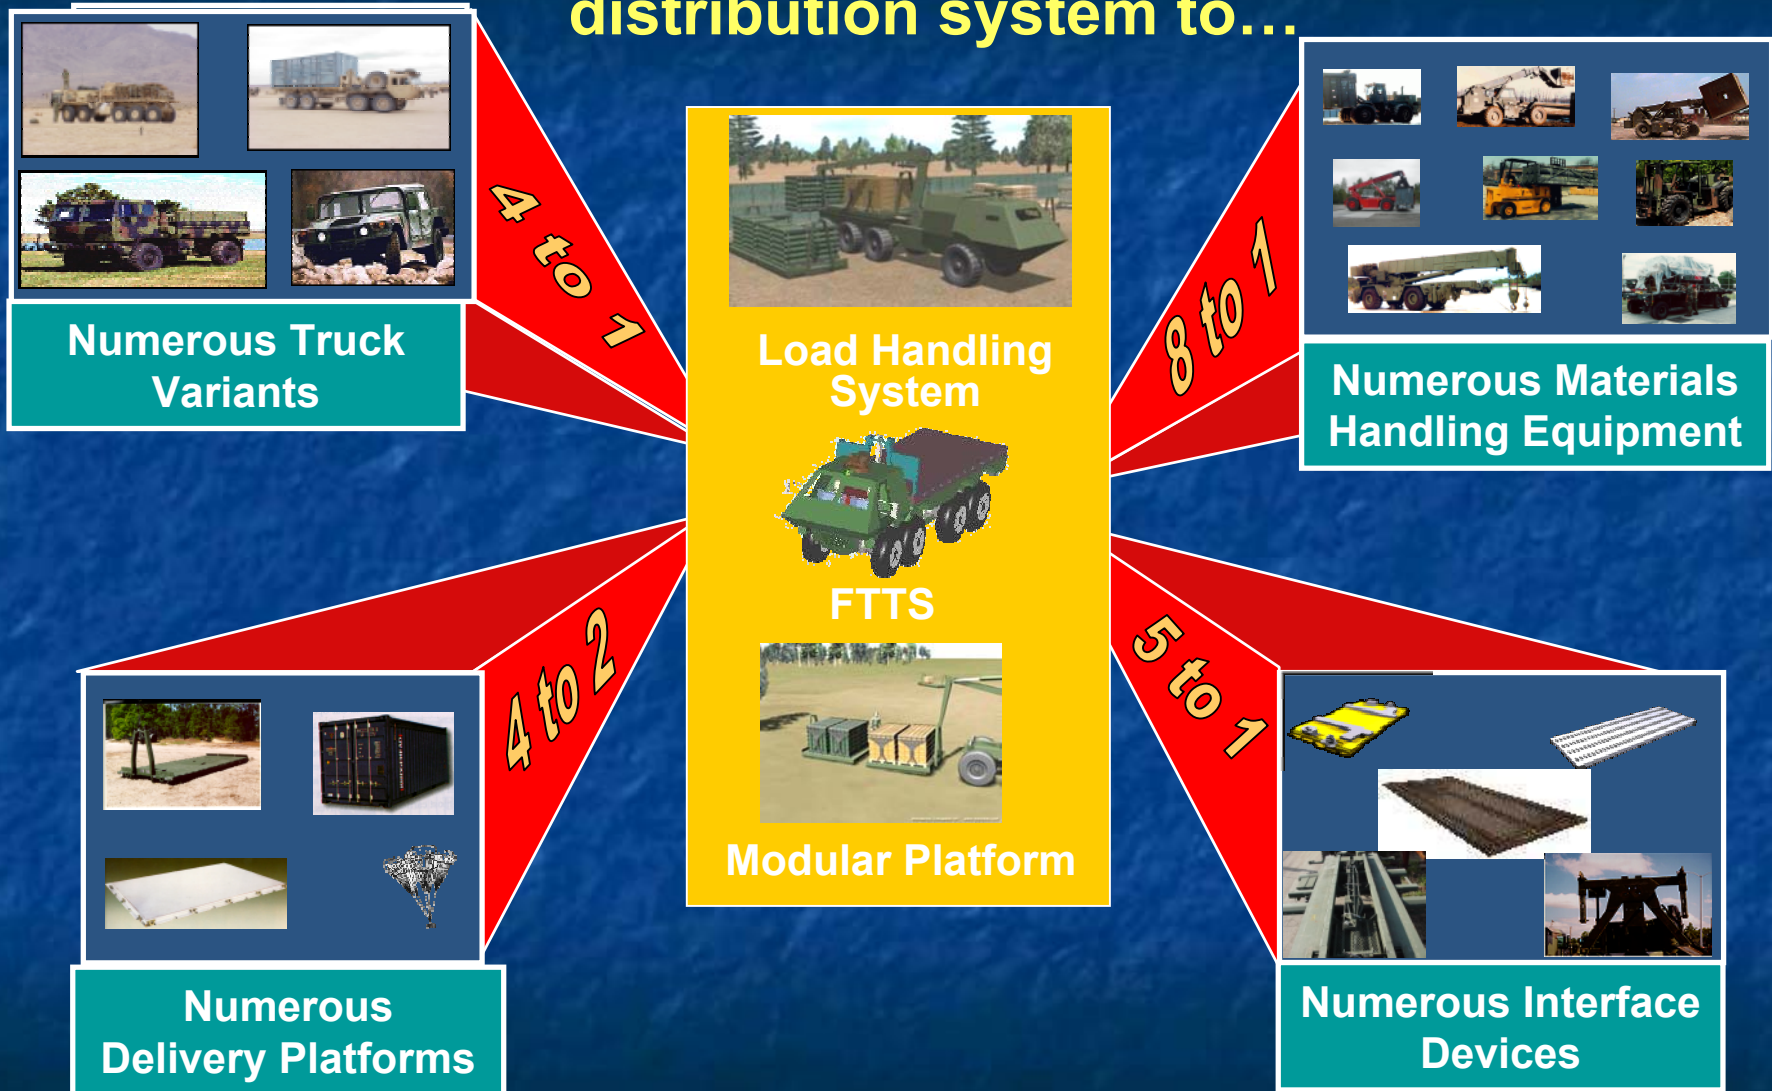 distribution system to...
4 to 1
8 to 1
Numerous Truck
Variants
Load Handling
System
Numerous Materials
Handling Equipment
FTTS
4 to 2
5 to 1
Modular Platform
Numerous
Delivery Platforms
Numerous Interface
Devices